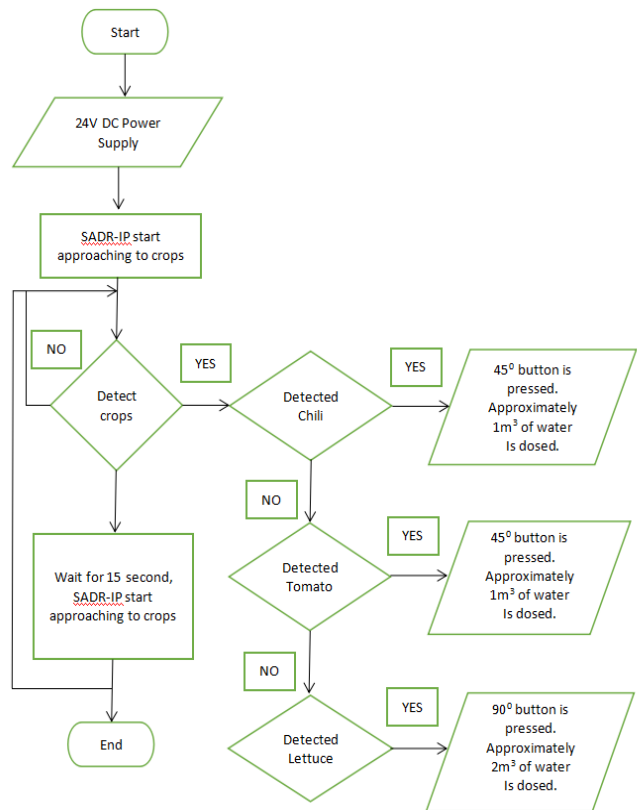 Start
24V DC Power
Supply
SADR-IP start
approaching to crops
NO
YES
YES
Detect
crops
Detected
Chili
45⁰ button is
pressed.
Approximately
1m³ of water
Is dosed.
NO
YES
Wait for 15 second,
SADR-IP start
approaching to crops
Detected
Tomato
45⁰ button is
pressed.
Approximately
1m³ of water
Is dosed.
NO
YES
End
Detected
Lettuce
90⁰ button is
pressed.
Approximately
2m³ of water
Is dosed.